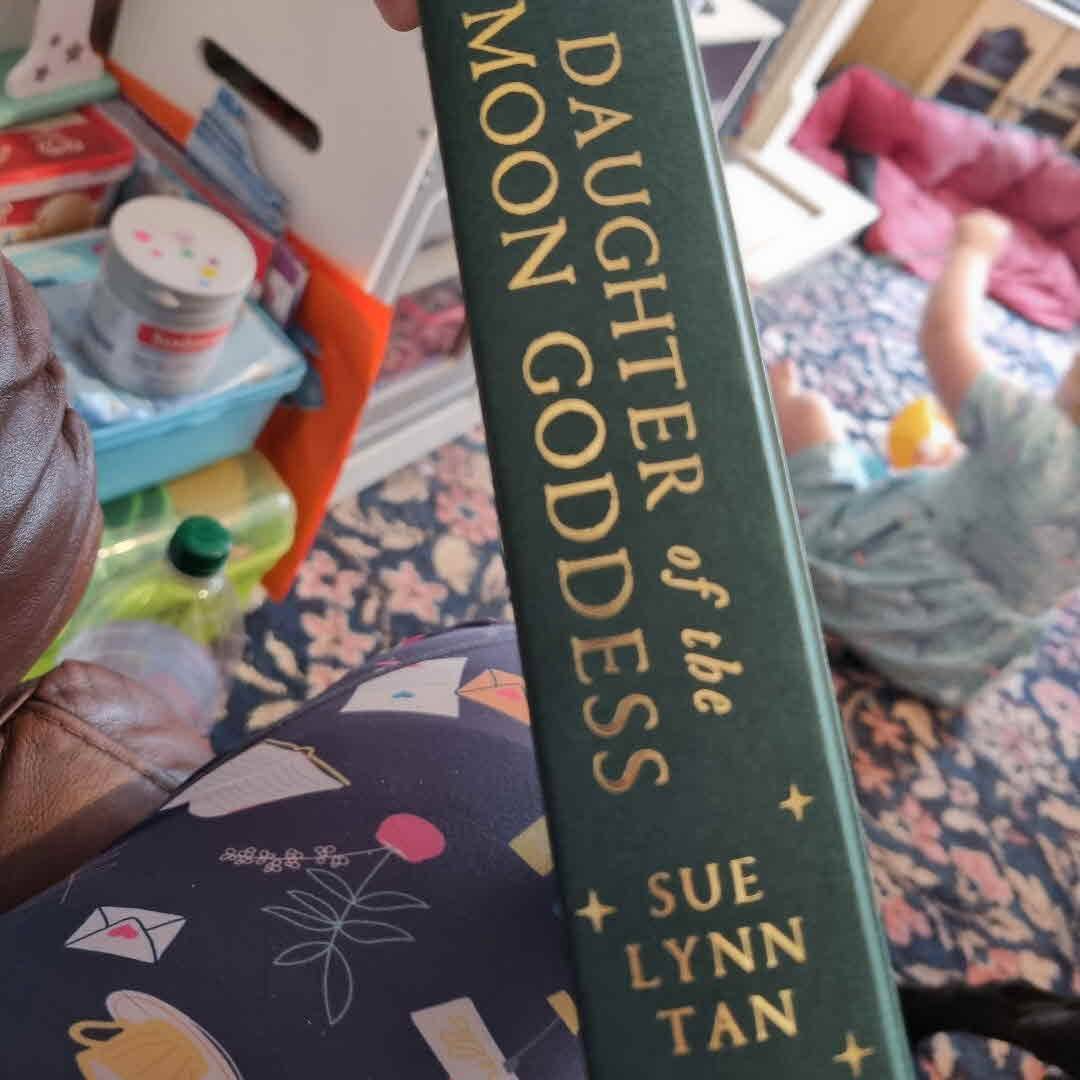 DAUGHTER of the
MOON GODDESS
SUE
LYNN
TAN